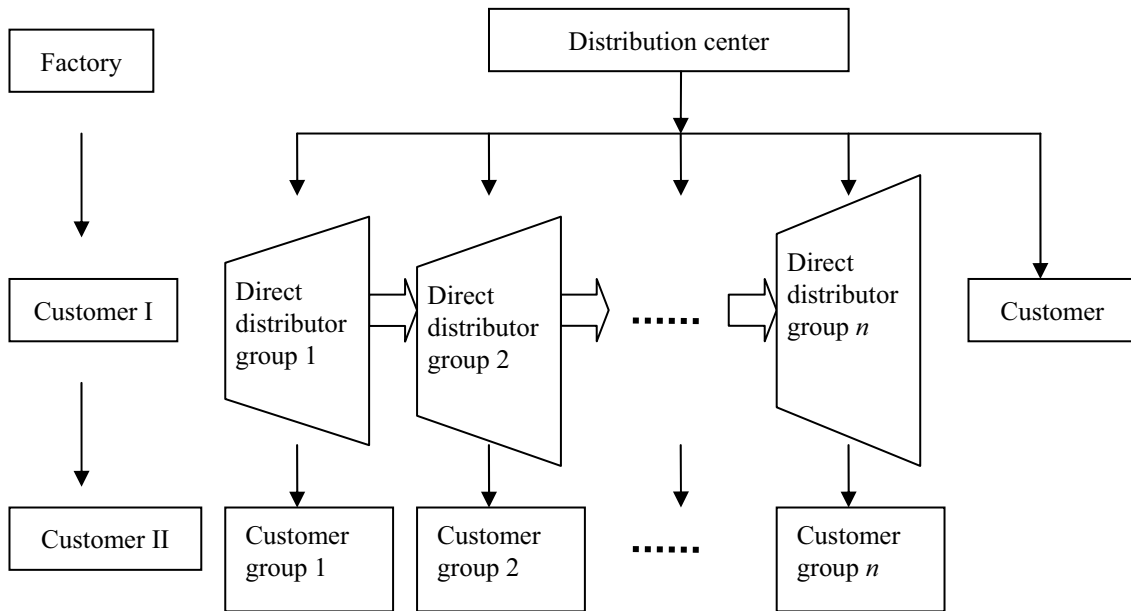 Factory
Distribution center
Customer I
Direct
distributor
group 1
Direct
distributor
group 2
.......
Direct
distributor
group n
Customer
Customer II
Customer
group 1
Customer
group 2
.......
Customer
group n